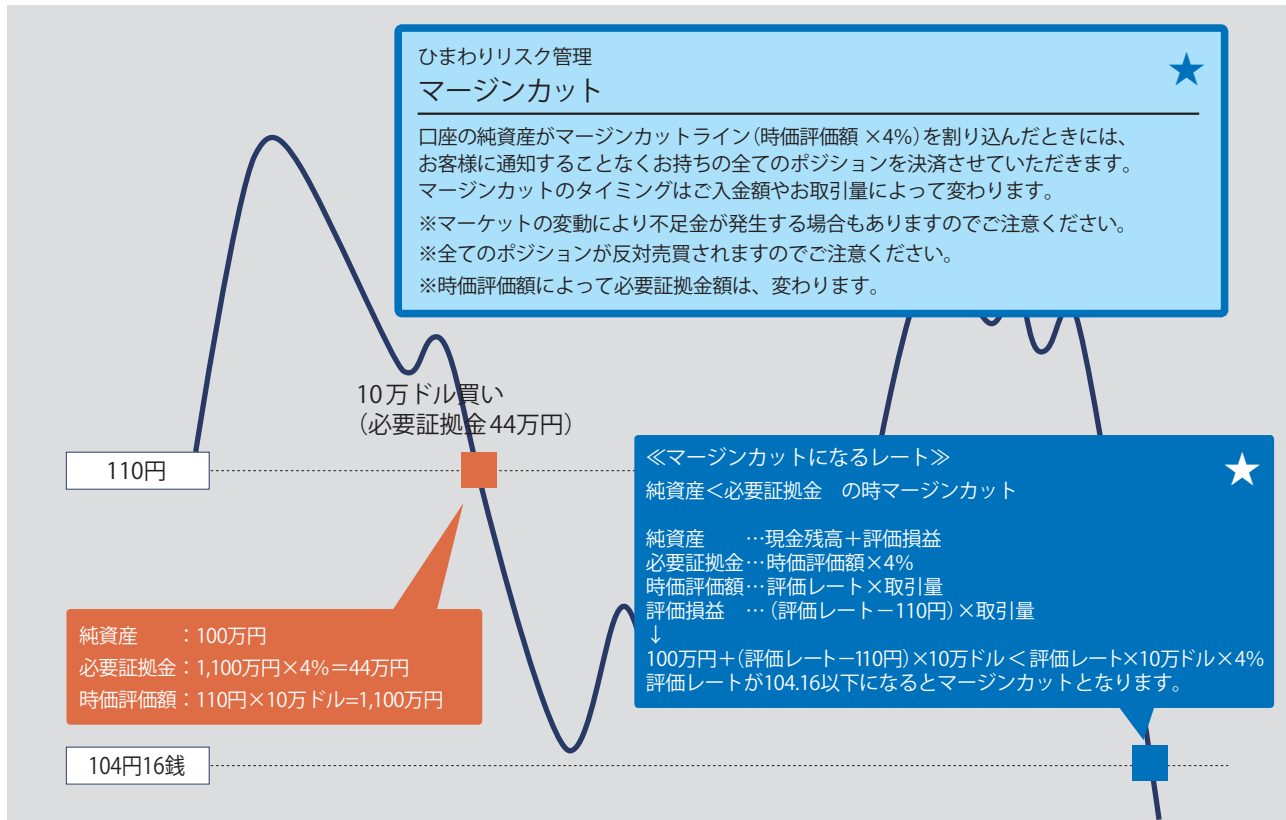 ひまわりリスク管理
マージンカット
口座の純資産がマージンカットライン（時価評価額 ×4%）を割り込んだときには、
お客様に通知することなくお持ちの全てのポジションを決済させていただきます。
マージンカットのタイミングはご入金額やお取引量によって変わります。
※マーケットの変動により不足金が発生する場合もありますのでご注意ください。
※全てのポジションが反対売買されますのでご注意ください。
※時価評価額によって必要証拠金額は、変わります。
10万ドル買い
（必要証拠金44万円）
110円
≪マージンカットになるレート≫
純資産＜必要証拠金　の時マージンカット
純資産　　…現金残高＋評価損益
必要証拠金…時価評価額×4%
時価評価額…評価レート×取引量
評価損益　…（評価レート－110円）×取引量
↓
100万円＋(評価レート－110円)×10万ドル＜評価レート×10万ドル×4%
評価レートが104.16以下になるとマージンカットとなります。
純資産　　：100万円
必要証拠金：1,100万円×4%＝44万円
時価評価額：110円×10万ドル=1,100万円
104円16銭